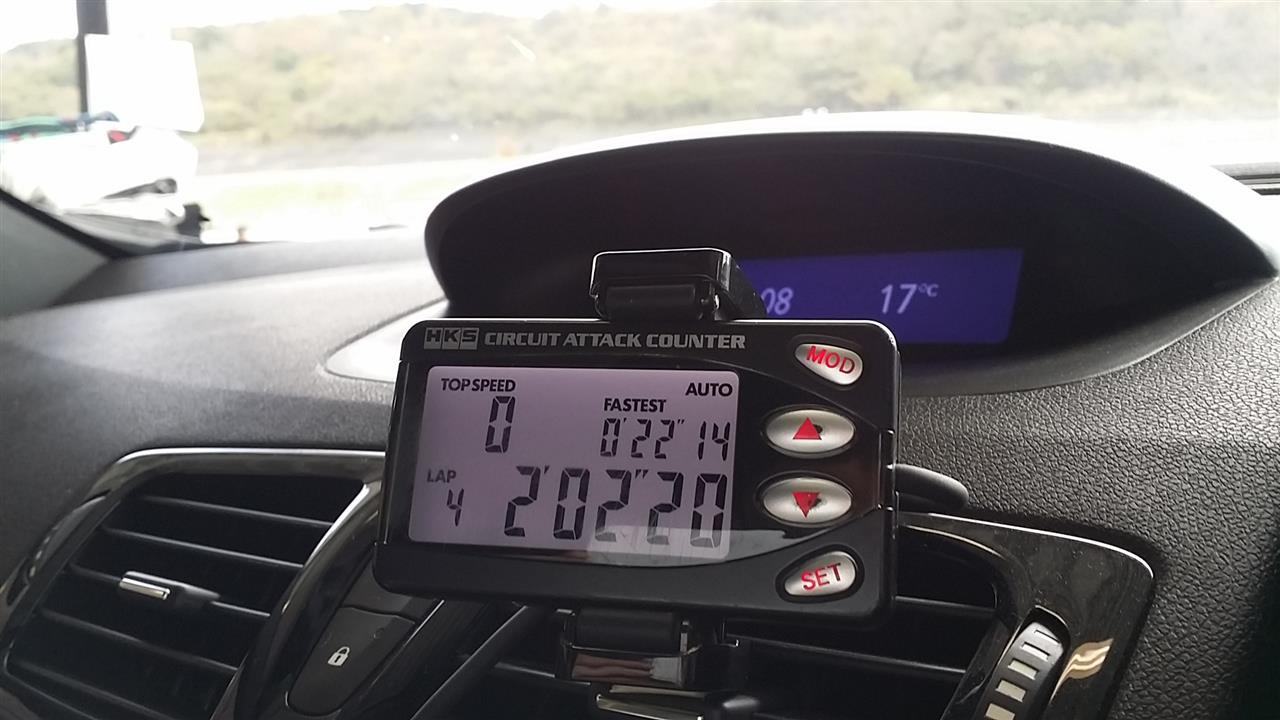 08 17°C
HKS CIRCUIT ATTACK COUNTER
MOD
TOP SPEED AUTO
0 FASTEST
0'22"14
LAP
4 2'02"20
SET